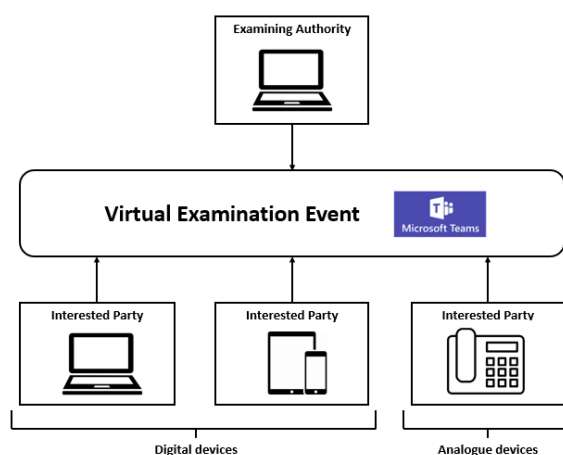 Examining Authority
Virtual Examination Event
T
Microsoft Teams
Interested Party
Interested Party
Interested Party
Digital devices
Analogue devices